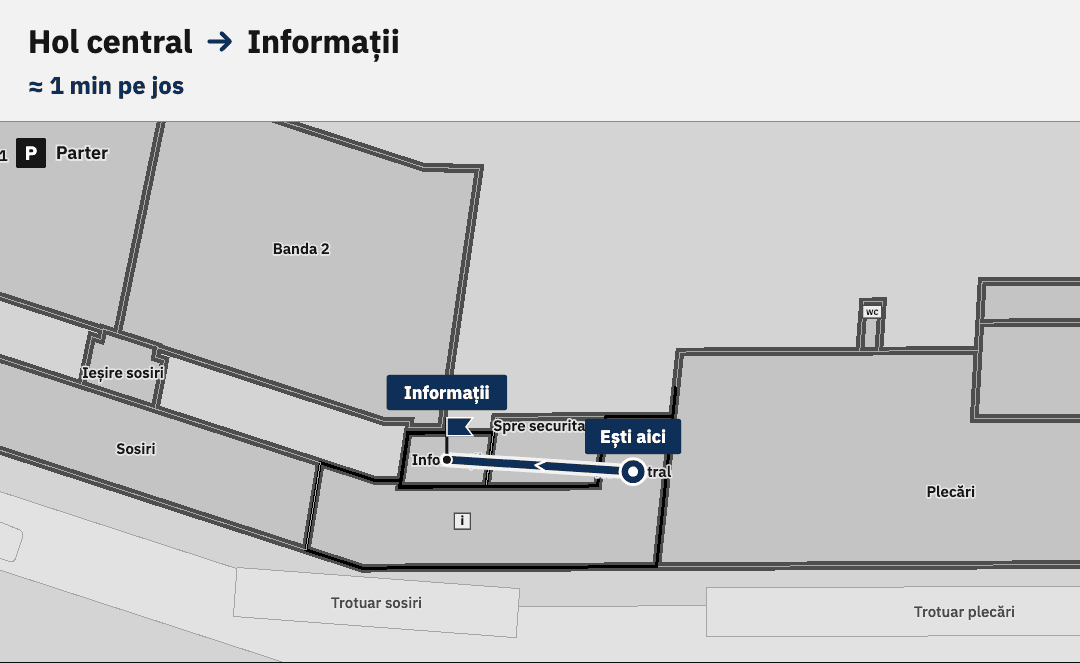 Hol central → Informații
≈ 1 min pe jos
1 P Parter
Banda 2
wc
Ieșire sosiri
Informații
Spre securita
Ești aici
Sosiri
Info
tral
Plecări
i
Trotuar sosiri
Trotuar plecări